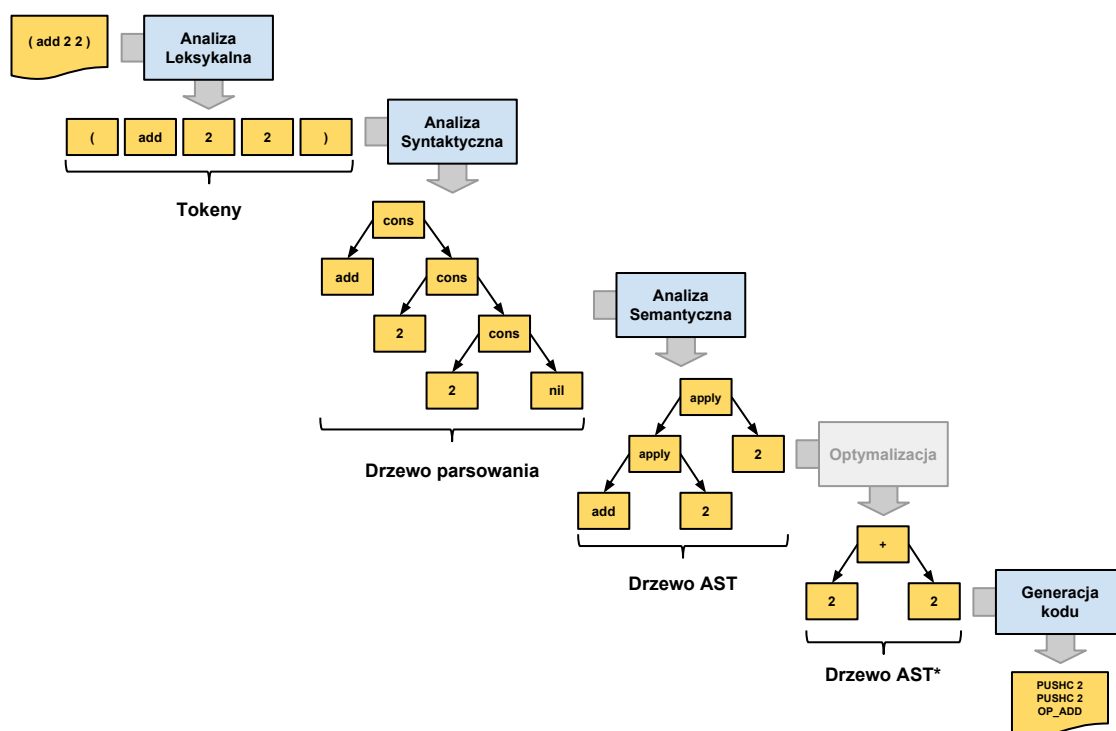 ( add 2 2 )
Analiza
Leksykalna
( add 2 2 )
Tokeny
Analiza
Syntaktyczna
cons
add cons
2 cons
2 nil
Drzewo parsowania
Analiza
Semantyczna
apply
apply 2
add 2
Drzewo AST
Optymalizacja
+
2 2
Drzewo AST*
Generacja
kodu
PUSHC 2
PUSHC 2
OP_ADD